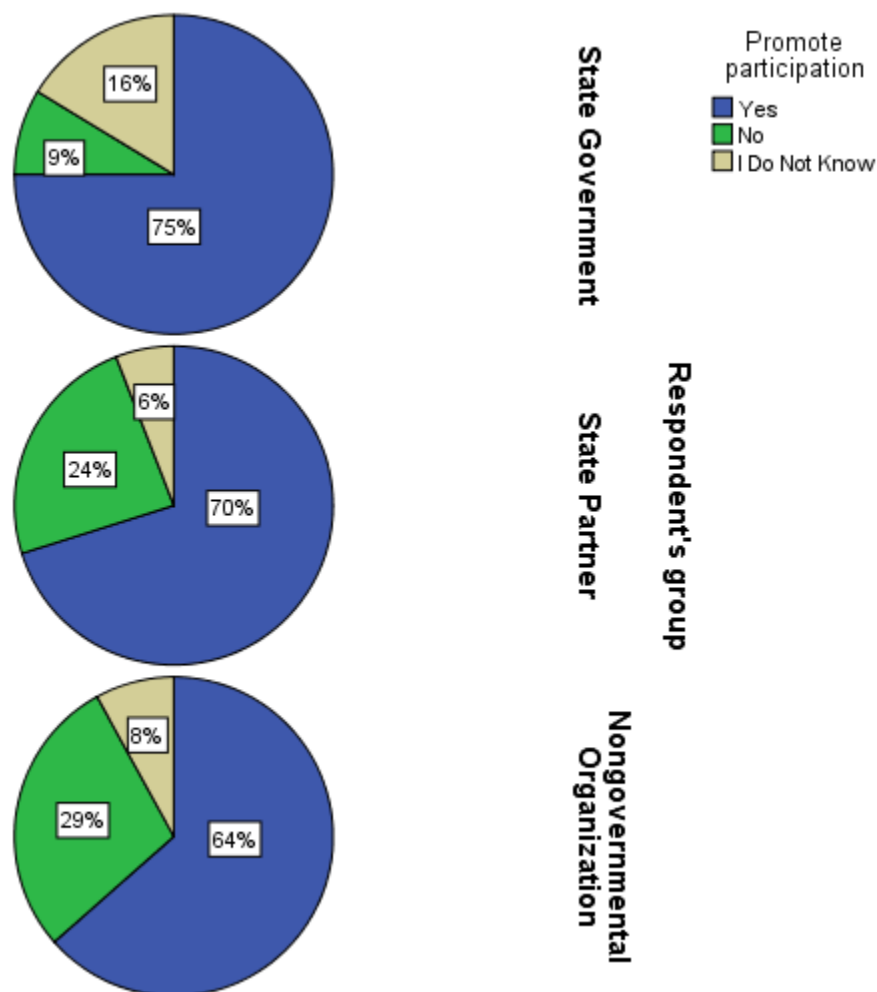 16%
9%
75%
State Government
Promote
participation
Yes
No
I Do Not Know
6%
24%
70%
State Partner
Respondent's group
8%
29%
64%
Nongovernmental
Organization